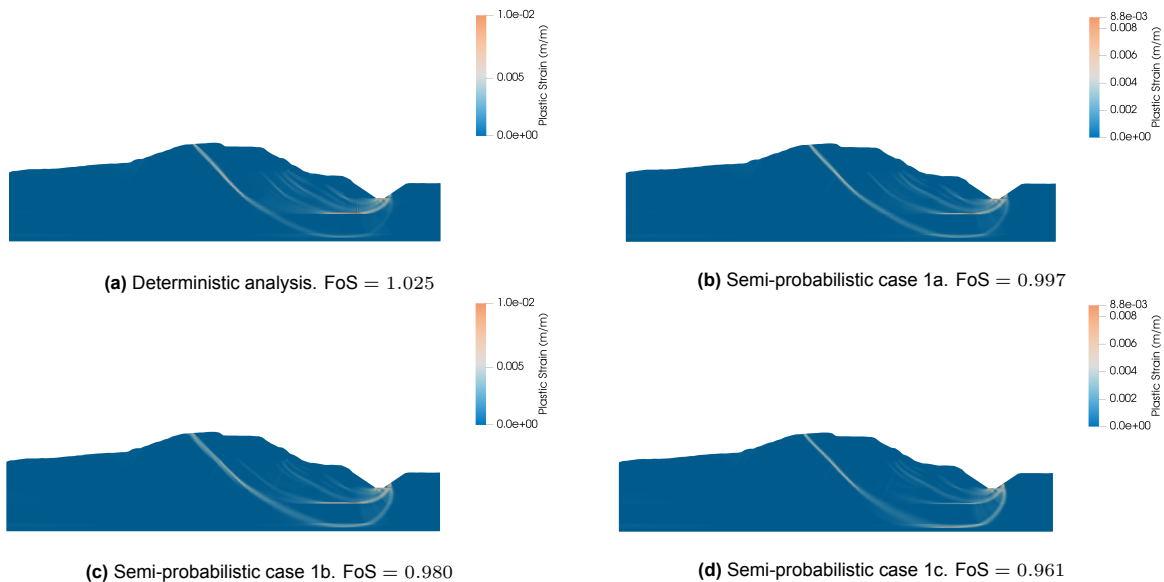 1.0e-02
0.005
0.0e+00
Plastic Strain (m/m)
(a) Deterministic analysis. FoS = 1.025
8.8e-03
0.008
0.006
0.004
0.002
0.0e+00
Plastic Strain (m/m)
(b) Semi-probabilistic case 1a. FoS = 0.997
1.0e-02
0.005
0.0e+00
Plastic Strain (m/m)
(c) Semi-probabilistic case 1b. FoS = 0.980
8.8e-03
0.008
0.006
0.004
0.002
0.0e+00
Plastic Strain (m/m)
(d) Semi-probabilistic case 1c. FoS = 0.961